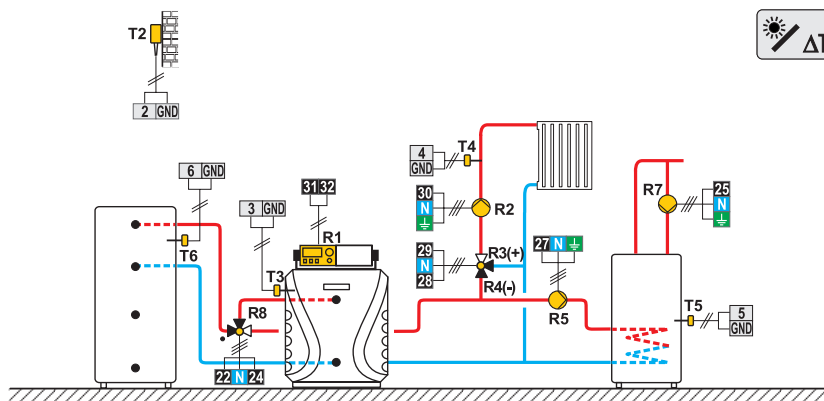 T2
ΔT
2 GND
6 GND
4
GND
T4
31 32
3 GND
30
N
R2
R7
25
N
T6
R1
29
N
28
R3(+)
R4(-)
27 N
T3
R8
R5
T5
5
GND
22 N 24